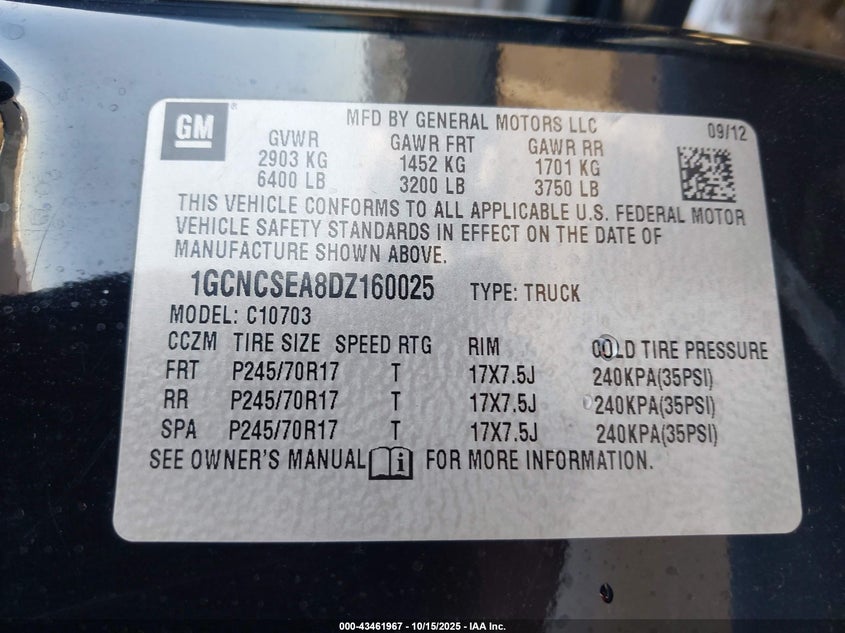 GM
MFD BY GENERAL MOTORS LLC 09/12
GVWR GAWR FRT GAWR RR
2903 KG 1452 KG 1701 KG
6400 LB 3200 LB 3750 LB
THIS VEHICLE CONFORMS TO ALL APPLICABLE U.S. FEDERAL MOTOR
VEHICLE SAFETY STANDARDS IN EFFECT ON THE DATE OF
MANUFACTURE SHOWN ABOVE.
1GCNCSEA8DZ160025 TYPE: TRUCK
MODEL: C10703
CCZM TIRE SIZE SPEED RTG RIM COLD TIRE PRESSURE
FRT P245/70R17 T 17X7.5J 240KPA(35PSI)
RR P245/70R17 T 17X7.5J 240KPA(35PSI)
SPA P245/70R17 T 17X7.5J 240KPA(35PSI)
SEE OWNER'S MANUAL i FOR MORE INFORMATION.
000-43461967 - 10/15/2025 - IAA Inc.